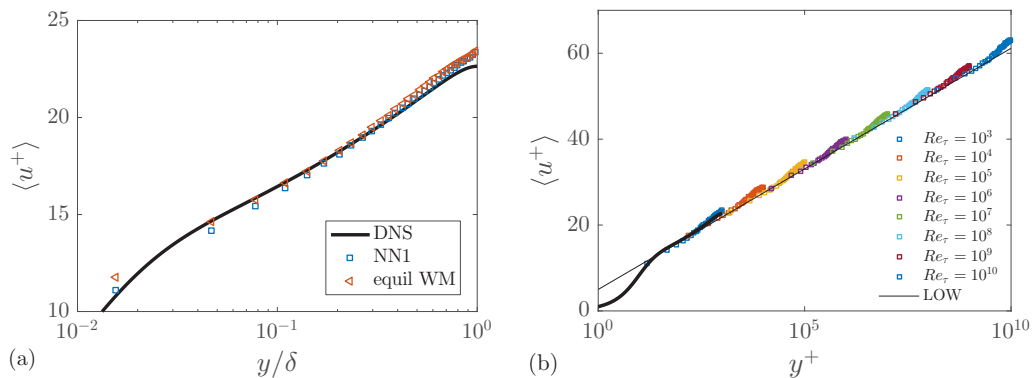 25
20
15
10
⟨u⁺⟩
10⁻²
10⁻¹
10⁰
y/δ
DNS
NN1
equil WM
(a)
60
40
20
0
⟨u⁺⟩
10⁰
10⁵
10¹⁰
y⁺
Re_τ = 10³
Re_τ = 10⁴
Re_τ = 10⁵
Re_τ = 10⁶
Re_τ = 10⁷
Re_τ = 10⁸
Re_τ = 10⁹
Re_τ = 10¹⁰
LOW
(b)